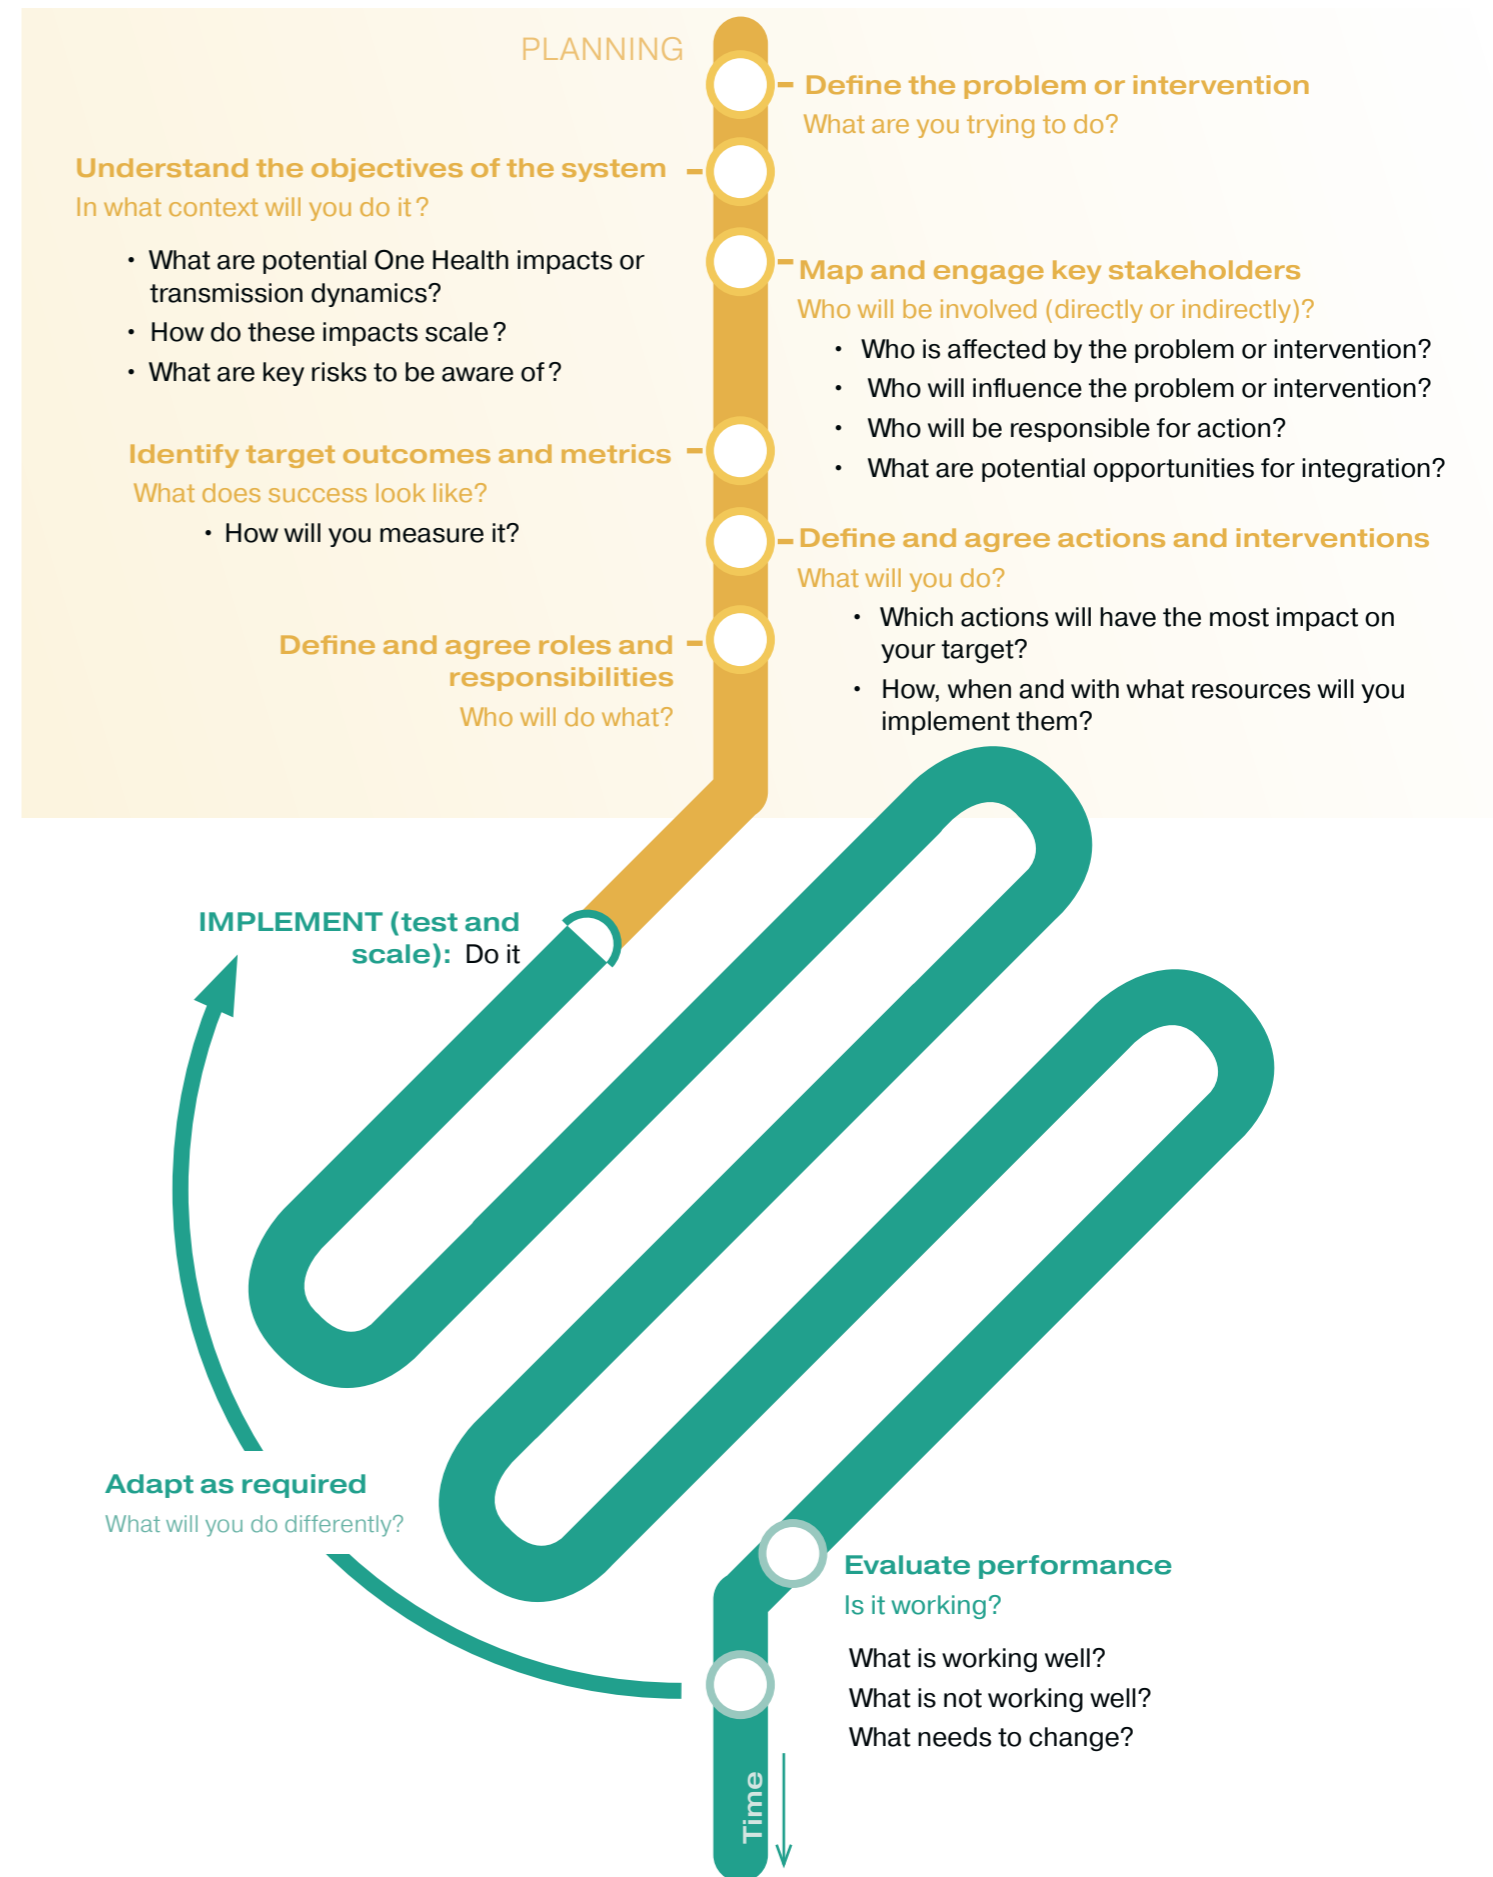 PLANNING
Define the problem or intervention
What are you trying to do?
Understand the objectives of the system
In what context will you do it?
• What are potential One Health impacts or
transmission dynamics?
• How do these impacts scale?
• What are key risks to be aware of?
Map and engage key stakeholders
Who will be involved (directly or indirectly)?
• Who is affected by the problem or intervention?
• Who will influence the problem or intervention?
• Who will be responsible for action?
• What are potential opportunities for integration?
Identify target outcomes and metrics
What does success look like?
• How will you measure it?
Define and agree actions and interventions
What will you do?
• Which actions will have the most impact on
your target?
• How, when and with what resources will you
implement them?
Define and agree roles and
responsibilities
Who will do what?
IMPLEMENT (test and
scale): Do it
Adapt as required
What will you do differently?
Evaluate performance
Is it working?
What is working well?
What is not working well?
What needs to change?
Time